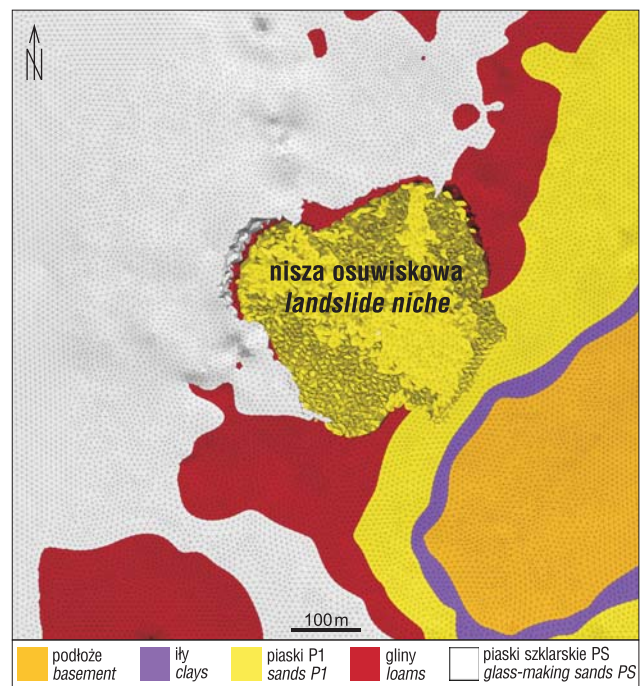 N
nisza osuwiskowa
landslide niche
100 m
podłoże
basement
iły
clays
piaski P1
sands P1
gliny
loams
piaski szklarskie PS
glass-making sands PS